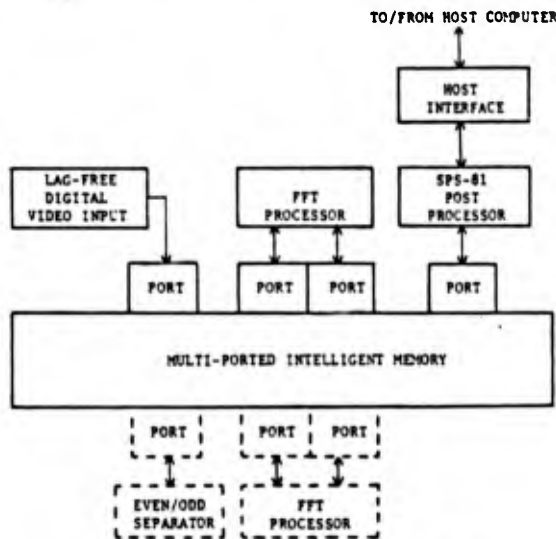 TO/FROM HOST COMPUTER
HOST
INTERFACE
LAG-FREE
DIGITAL
VIDEO INPUT
FFT
PROCESSOR
SPS-81
POST
PROCESSOR
PORT
PORT
PORT
PORT
MULTI-PORTED INTELLIGENT MEMORY
PORT
PORT
PORT
EVEN/ODD
SEPARATOR
FFT
PROCESSOR